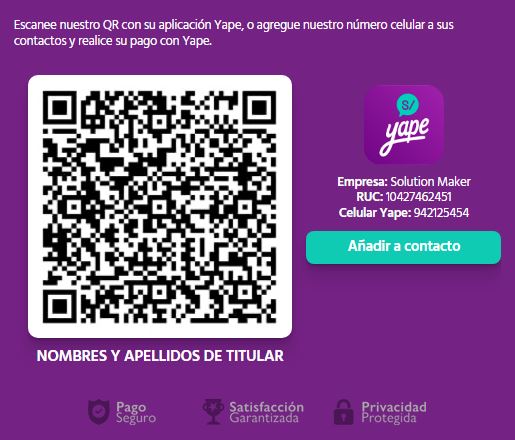 Escanee nuestro QR con su aplicación Yape, o agregue nuestro número celular a sus
contactos y realice su pago con Yape.
S/
yape
Empresa: Solution Maker
RUC: 10427462451
Celular Yape: 942125454
Añadir a contacto
NOMBRES Y APELLIDOS DE TITULAR
Pago
Seguro
Satisfacción
Garantizada
Privacidad
Protegida